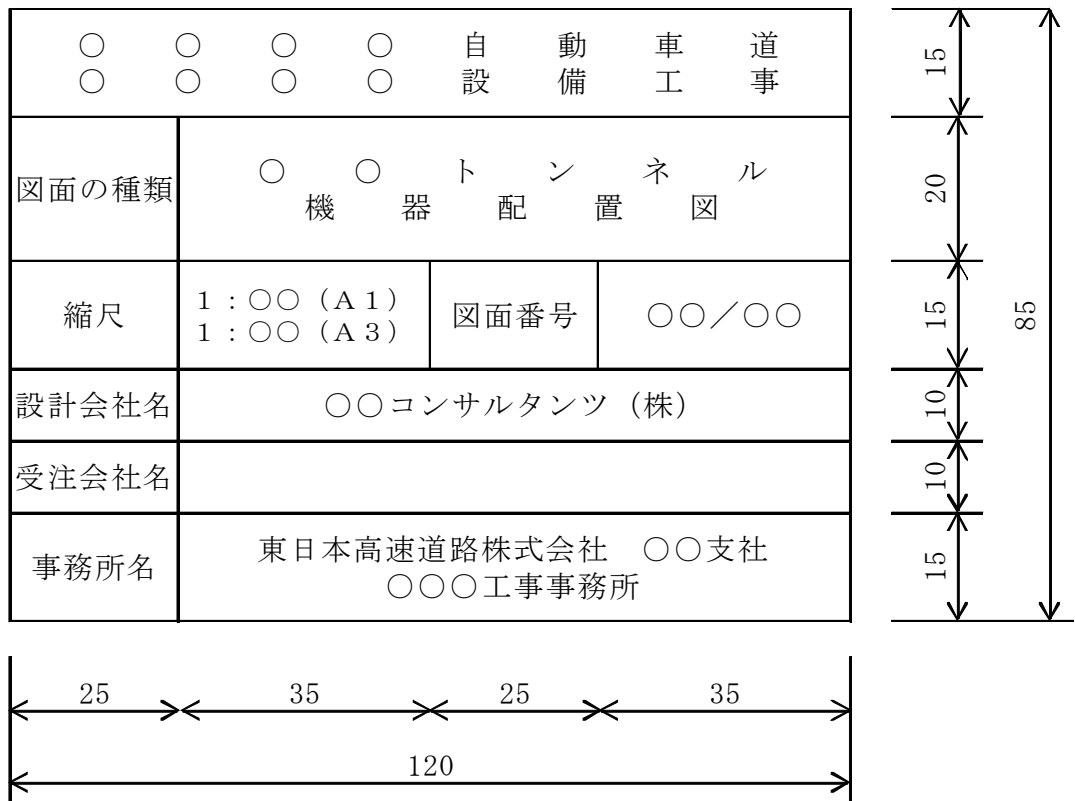 ○○○○自動車道
○○○○設備工事
図面の種類
○○トンネル
機器配置図
縮尺
1：○○（A1）
1：○○（A3）
図面番号
○○／○○
設計会社名
○○コンサルタンツ（株）
受注会社名
事務所名
東日本高速道路株式会社　○○支社
○○○工事事務所
15
20
15
10
10
15
85
25
35
25
35
120